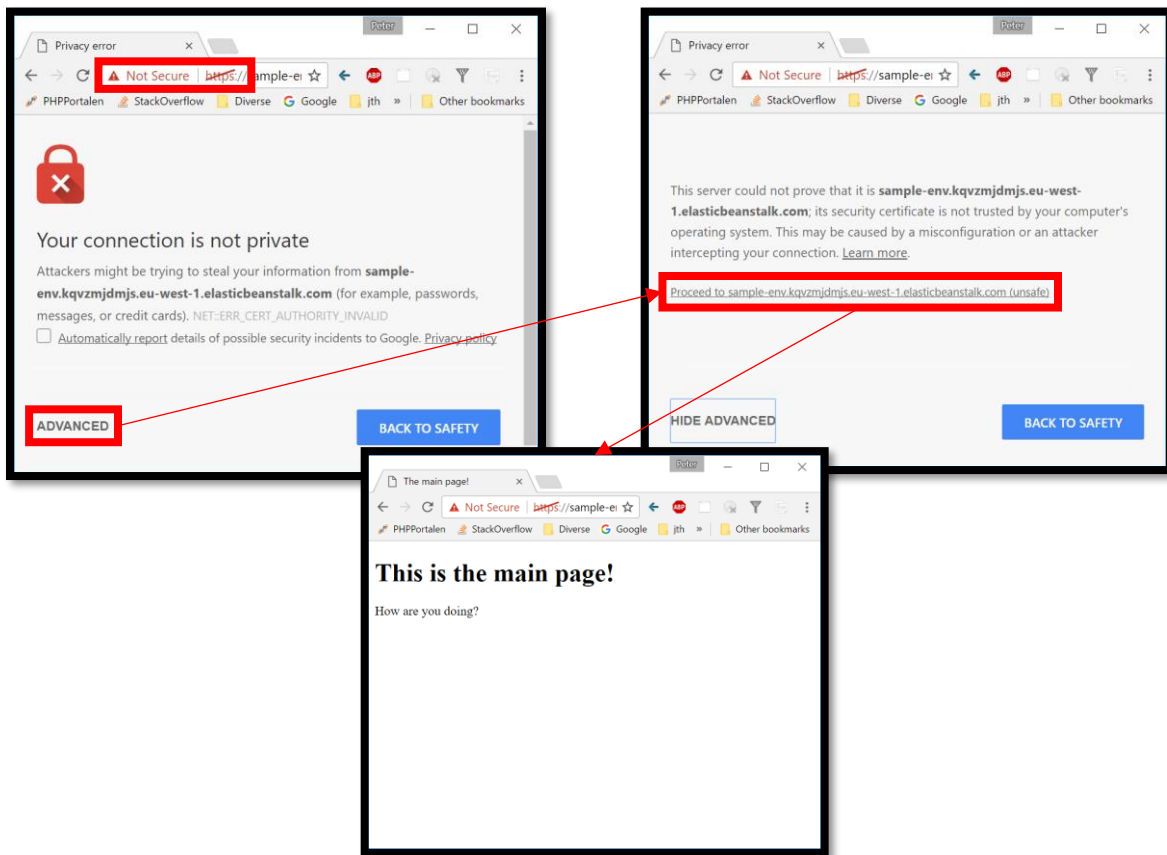 Peter
Privacy error
Not Secure | https://sample-er
PHPPortalen StackOverflow Diverse Google jth » Other bookmarks
Your connection is not private
Attackers might be trying to steal your information from sample-
env.kqvzmjdmjs.eu-west-1.elasticbeanstalk.com (for example, passwords,
messages, or credit cards). NET::ERR_CERT_AUTHORITY_INVALID
Automatically report details of possible security incidents to Google. Privacy policy
ADVANCED
BACK TO SAFETY
Peter
Privacy error
Not Secure | https://sample-er
PHPPortalen StackOverflow Diverse Google jth » Other bookmarks
This server could not prove that it is sample-env.kqvzmjdmjs.eu-west-
1.elasticbeanstalk.com; its security certificate is not trusted by your computer's
operating system. This may be caused by a misconfiguration or an attacker
intercepting your connection. Learn more.
Proceed to sample-env.kqvzmjdmjs.eu-west-1.elasticbeanstalk.com (unsafe)
HIDE ADVANCED
BACK TO SAFETY
Peter
The main page!
Not Secure | https://sample-er
PHPPortalen StackOverflow Diverse Google jth » Other bookmarks
This is the main page!
How are you doing?